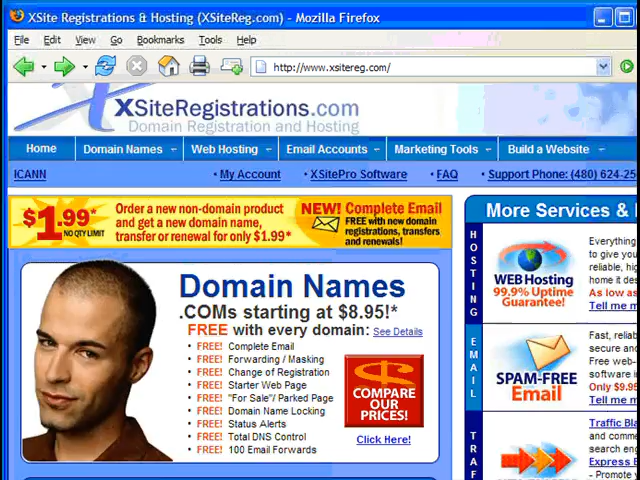 XSite Registrations & Hosting (XSiteReg.com) - Mozilla Firefox
File Edit View Go Bookmarks Tools Help
http://www.xsitereg.com/
XSiteRegistrations.com
Domain Registration and Hosting
Home Domain Names Web Hosting Email Accounts Marketing Tools Build a Website
ICANN • My Account • XSitePro Software • FAQ • Support Phone: (480) 624-25
$1.99*
NO QTY LIMIT
Order a new non-domain product
and get a new domain name,
transfer or renewal for only $1.99*
NEW! Complete Email
FREE with new domain
registrations, transfers
and renewals!
Domain Names
.COMs starting at $8.95!*
FREE with every domain: See Details
• FREE! Complete Email
• FREE! Forwarding / Masking
• FREE! Change of Registration
• FREE! Starter Web Page
• FREE! "For Sale"/ Parked Page
• FREE! Domain Name Locking
• FREE! Status Alerts
• FREE! Total DNS Control
• FREE! 100 Email Forwards
COMPARE
OUR
PRICES!
Click Here!
More Services &
HOSTING
WEB Hosting
99.9% Uptime
Guarantee!
Everything
to give you
reliable, hig
home it des
As low as
Tell me m
EMAIL
SPAM-FREE
Email
Fast, reliab
secure an
Free web-
software i
Only $9.9
Tell me m
TRAF
Traffic Bla
and comme
search en
Express E
- Promote